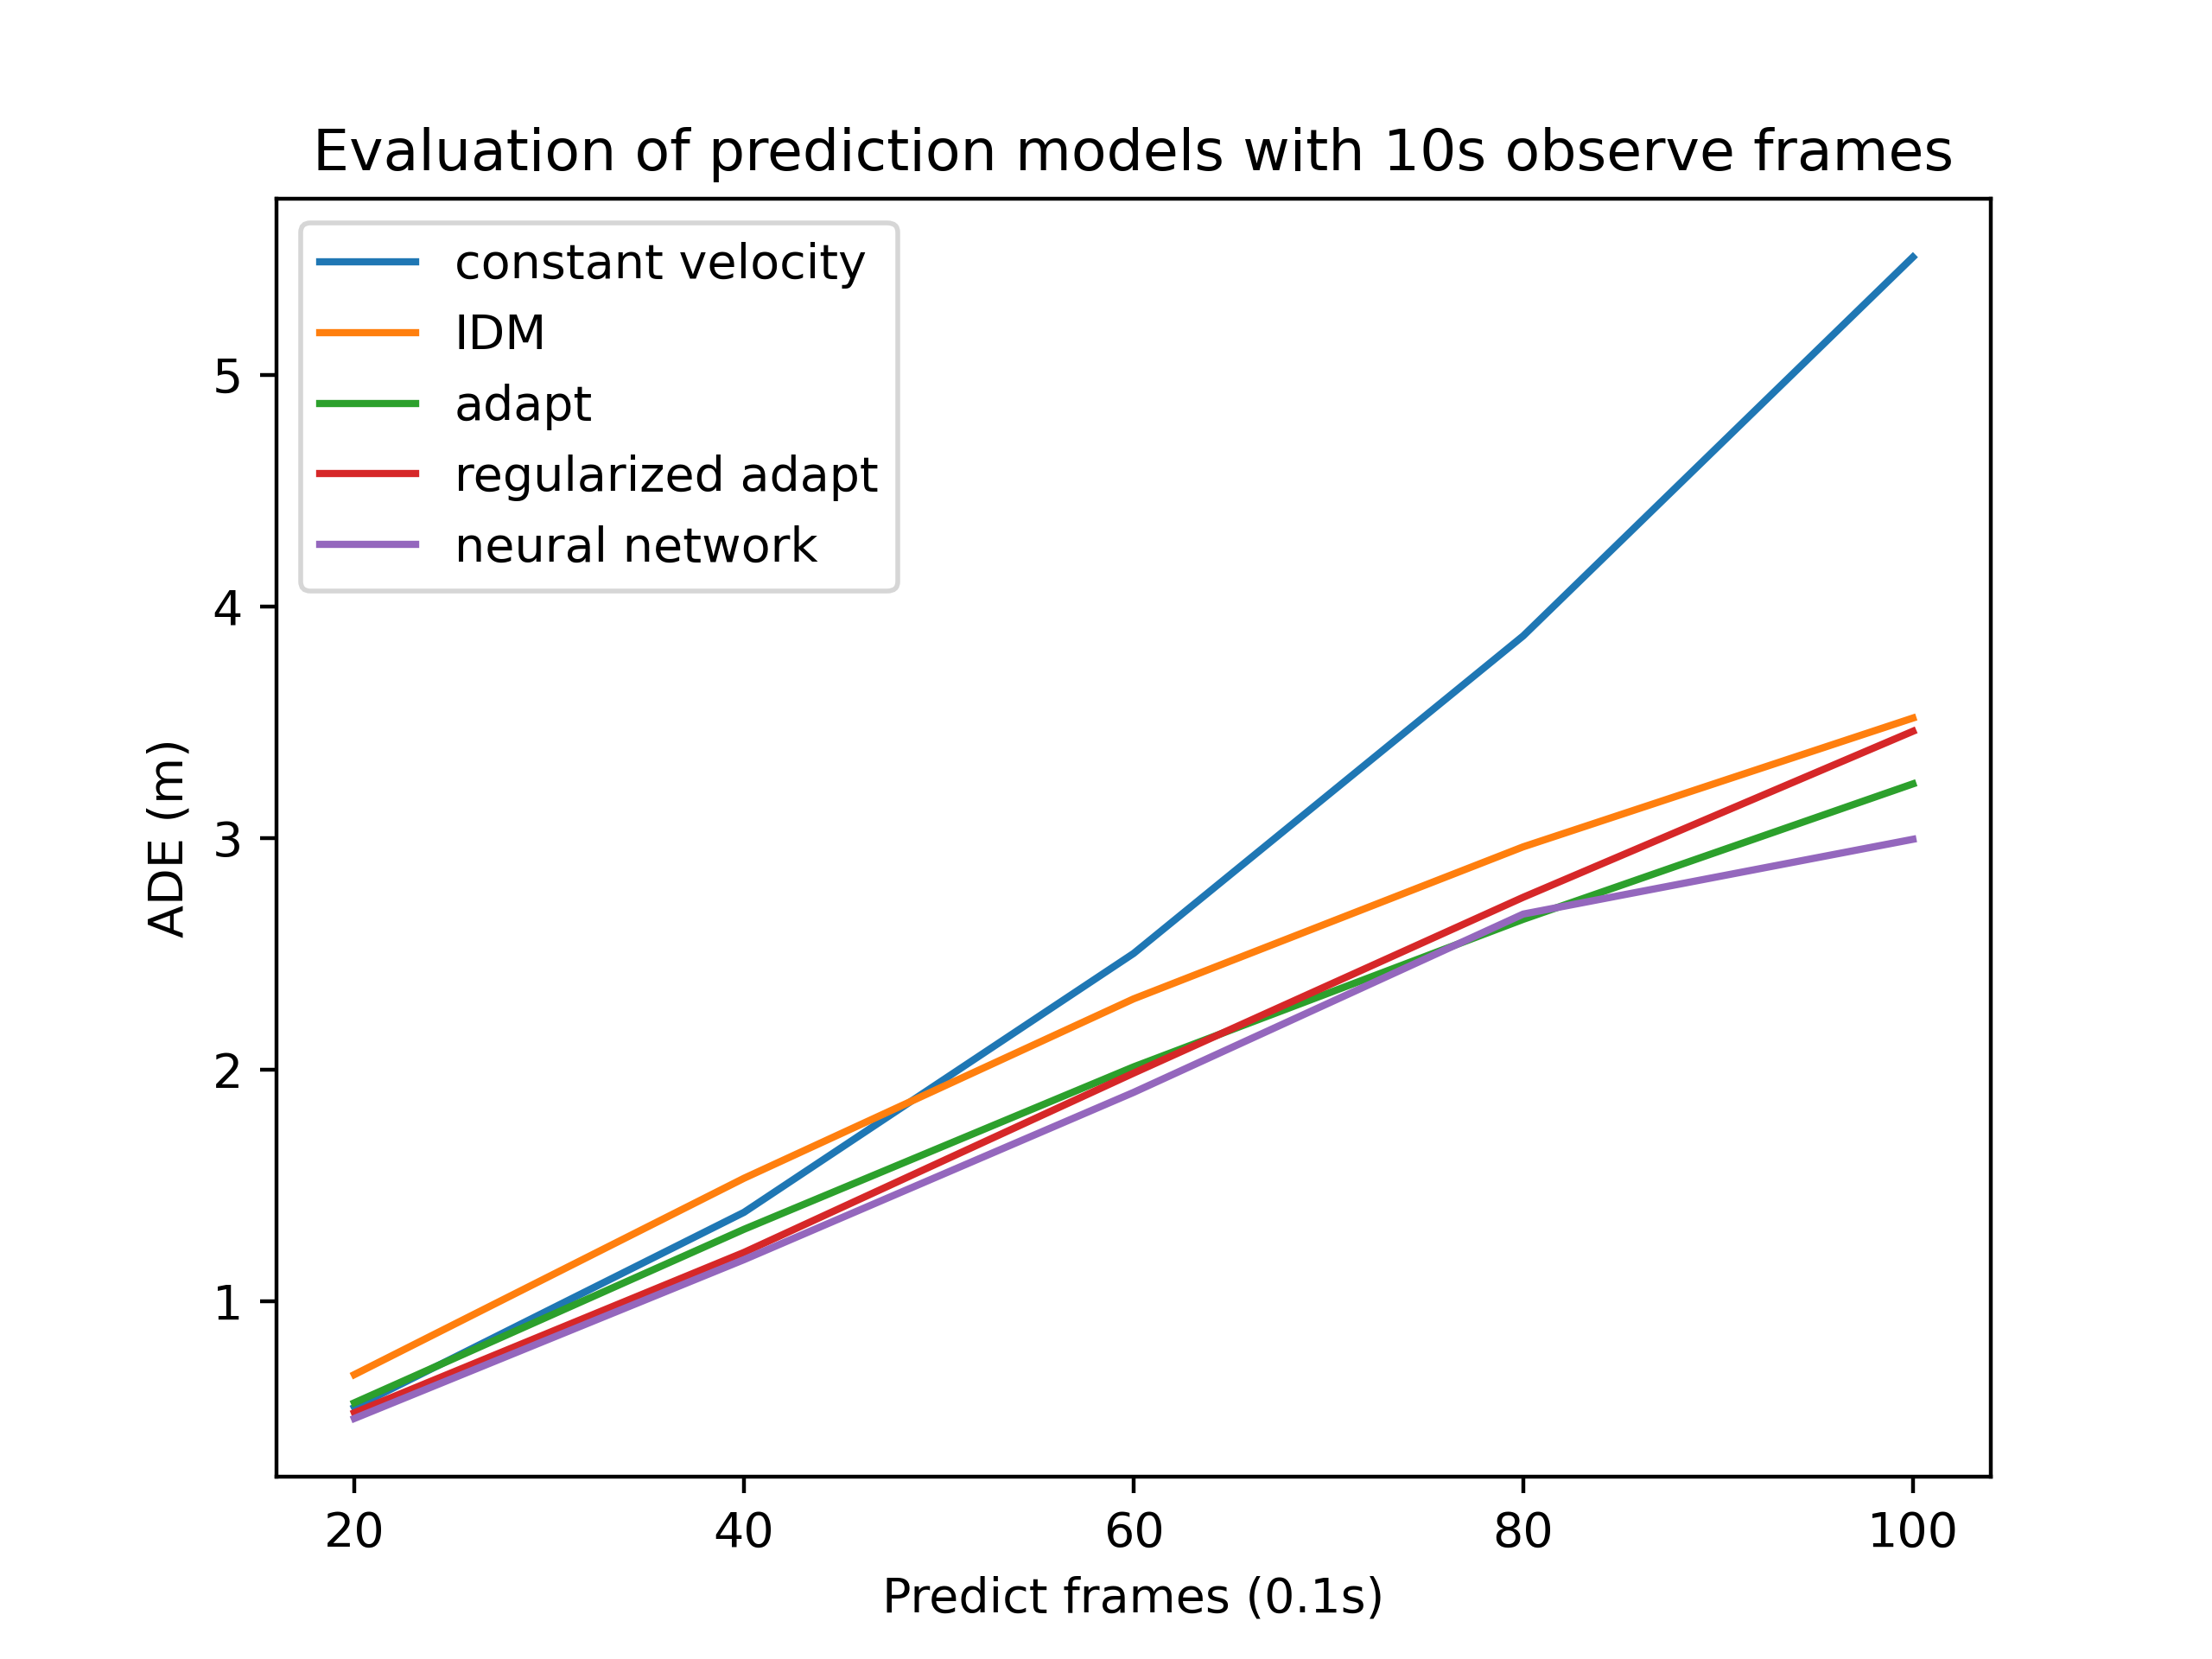 Evaluation of prediction models with 10s observe frames
constant velocity
IDM
adapt
regularized adapt
neural network
5
4
3
2
1
ADE (m)
20 40 60 80 100
Predict frames (0.1s)